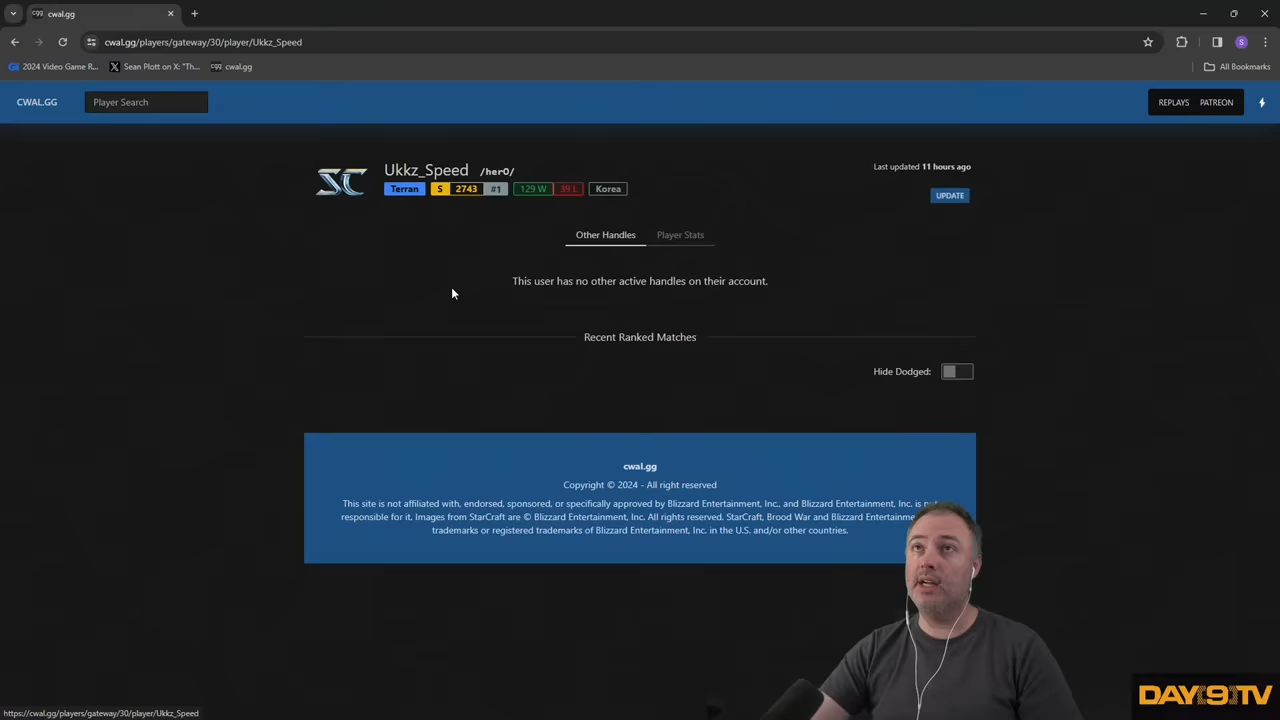 cwal.gg
cwal.gg/players/gateway/30/player/Ukkz_Speed
S
2024 Video Game R...
X
Sean Plott on X: "Th...
cwal.gg
All Bookmarks
CWAL.GG
Player Search
REPLAYS
PATREON
SC
Ukkz_Speed /her0/
Terran S 2743 #1 129 W 39 L Korea
Last updated 11 hours ago
UPDATE
Other Handles
Player Stats
This user has no other active handles on their account.
Recent Ranked Matches
Hide Dodged:
cwal.gg
Copyright © 2024 - All right reserved
This site is not affiliated with, endorsed, sponsored, or specifically approved by Blizzard Entertainment, Inc., and Blizzard Entertainment, Inc. is
responsible for it. Images from StarCraft are © Blizzard Entertainment, Inc. All rights reserved. StarCraft, Brood War and Blizzard
trademarks or registered trademarks of Blizzard Entertainment, Inc. in the U.S. and/or other countries.
DAY[9]TV
https://cwal.gg/players/gateway/30/player/Ukkz_Speed